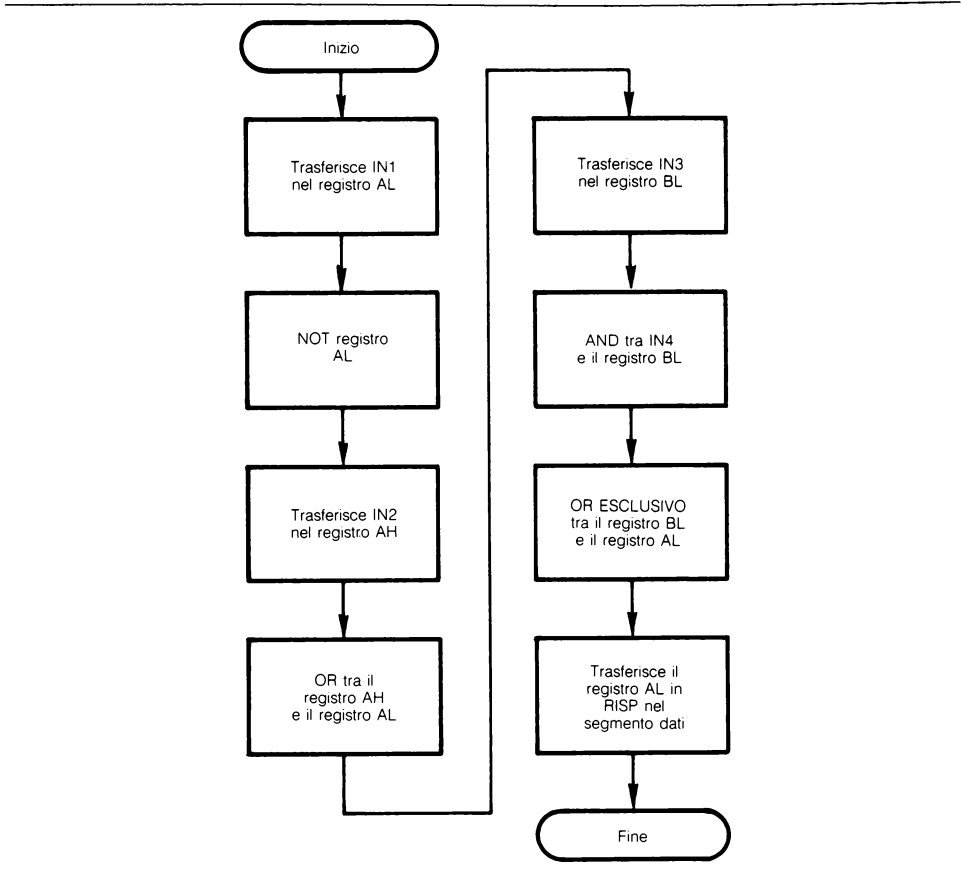 Inizio
Trasferisce IN1
nel registro AL
NOT registro
AL
Trasferisce IN2
nel registro AH
OR tra il
registro AH
e il registro AL
Trasferisce IN3
nel registro BL
AND tra IN4
e il registro BL
OR ESCLUSIVO
tra il registro BL
e il registro AL
Trasferisce il
registro AL in
RISP nel
segmento dati
Fine